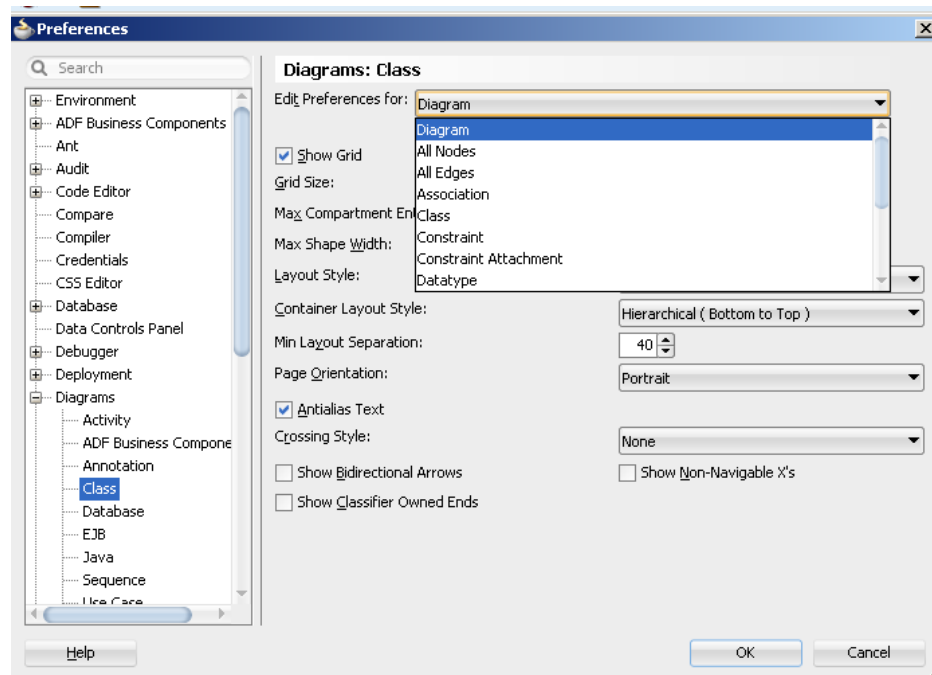 Preferences
Search
Environment
ADF Business Components
Ant
Audit
Code Editor
Compare
Compiler
Credentials
CSS Editor
Database
Data Controls Panel
Debugger
Deployment
Diagrams
Activity
ADF Business Compone
Annotation
Class
Database
EJB
Java
Sequence
Use Case
Diagrams: Class
Edit Preferences for: Diagram
Diagram
All Nodes
All Edges
Association
Class
Constraint
Constraint Attachment
Datatype
Show Grid
Grid Size:
Max Compartment Ent
Max Shape Width:
Layout Style:
Container Layout Style: Hierarchical ( Bottom to Top )
Min Layout Separation: 40
Page Orientation: Portrait
Antialias Text
Crossing Style: None
Show Bidirectional Arrows Show Non-Navigable X's
Show Classifier Owned Ends
Help OK Cancel